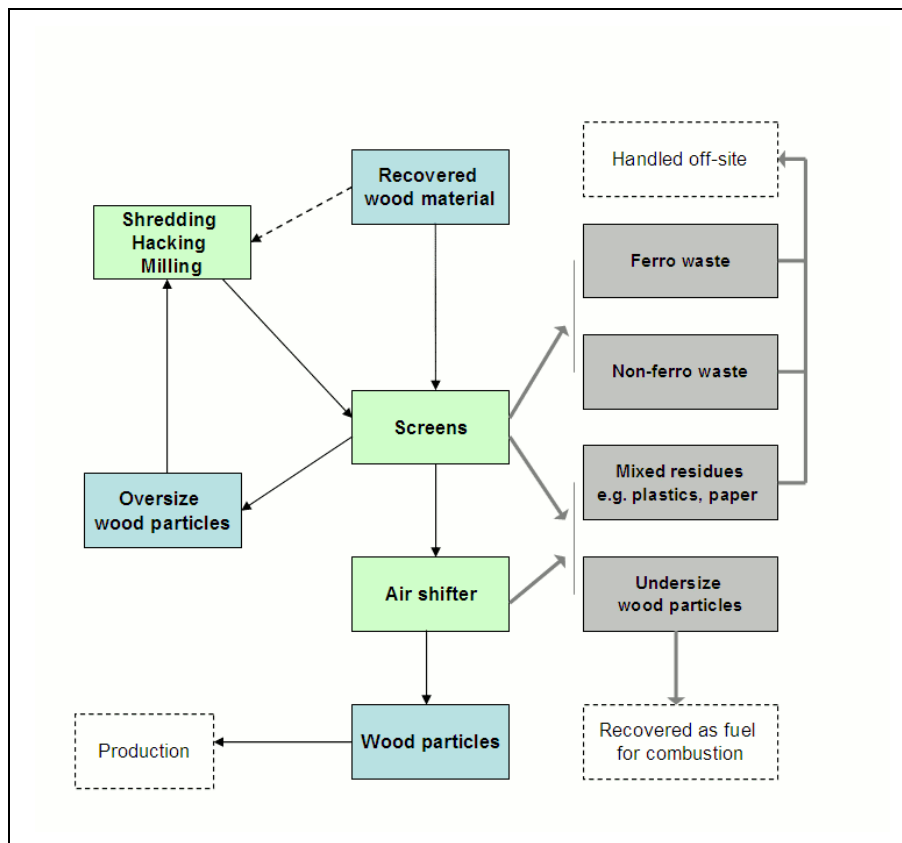 Handled off-site
Recovered
wood material
Shredding
Hacking
Milling
Ferro waste
Non-ferro waste
Screens
Mixed residues
e.g. plastics, paper
Oversize
wood particles
Air shifter
Undersize
wood particles
Wood particles
Production
Recovered as fuel
for combustion